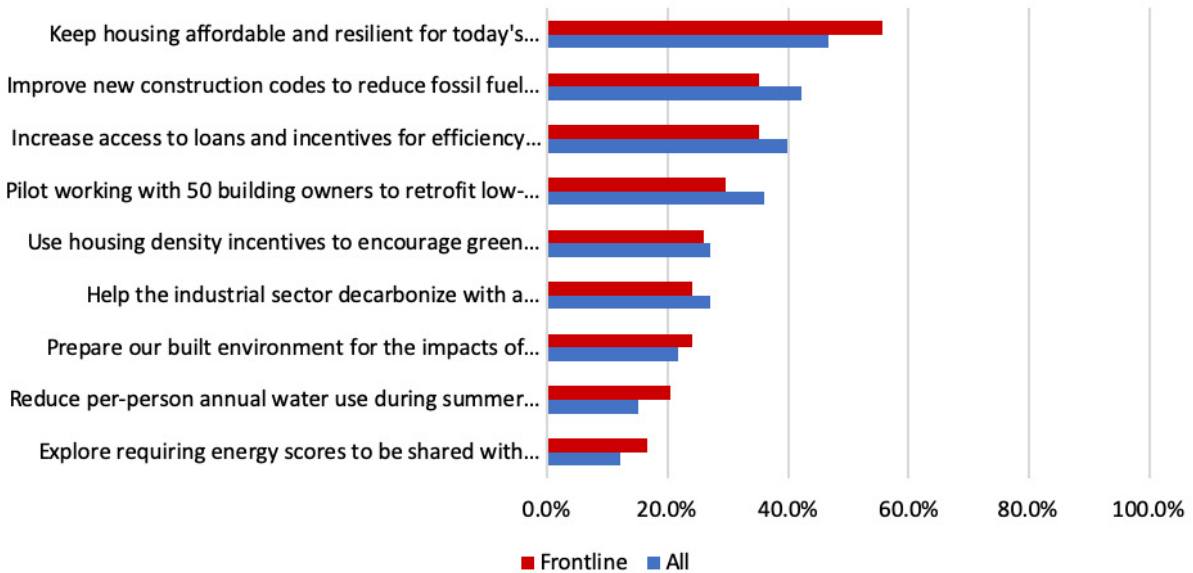 Keep housing affordable and resilient for today's...
Improve new construction codes to reduce fossil fuel...
Increase access to loans and incentives for efficiency...
Pilot working with 50 building owners to retrofit low-...
Use housing density incentives to encourage green...
Help the industrial sector decarbonize with a...
Prepare our built environment for the impacts of...
Reduce per-person annual water use during summer...
Explore requiring energy scores to be shared with...
0.0% 20.0% 40.0% 60.0% 80.0% 100.0%
Frontline All